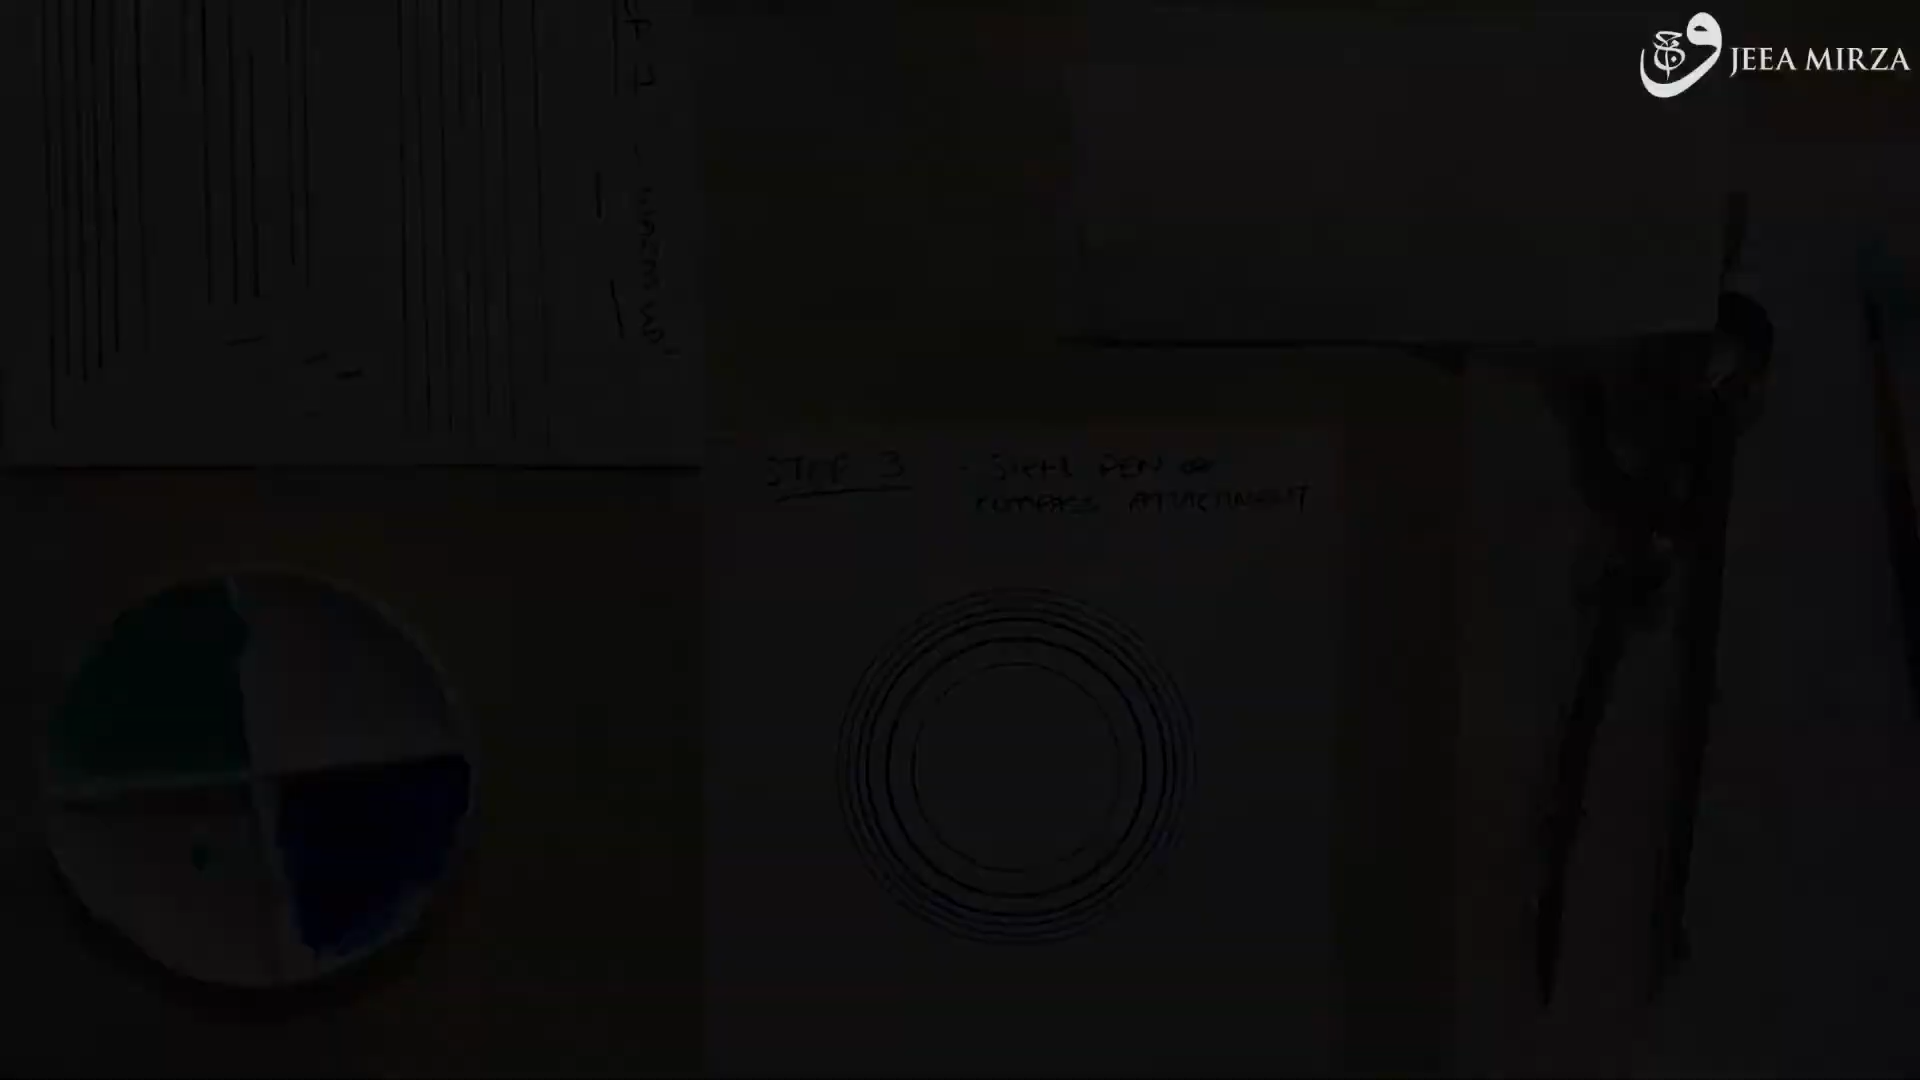 JEEA MIRZA
STEP 3 - STEEL PEN OR
COMPASS ATTACHMENT